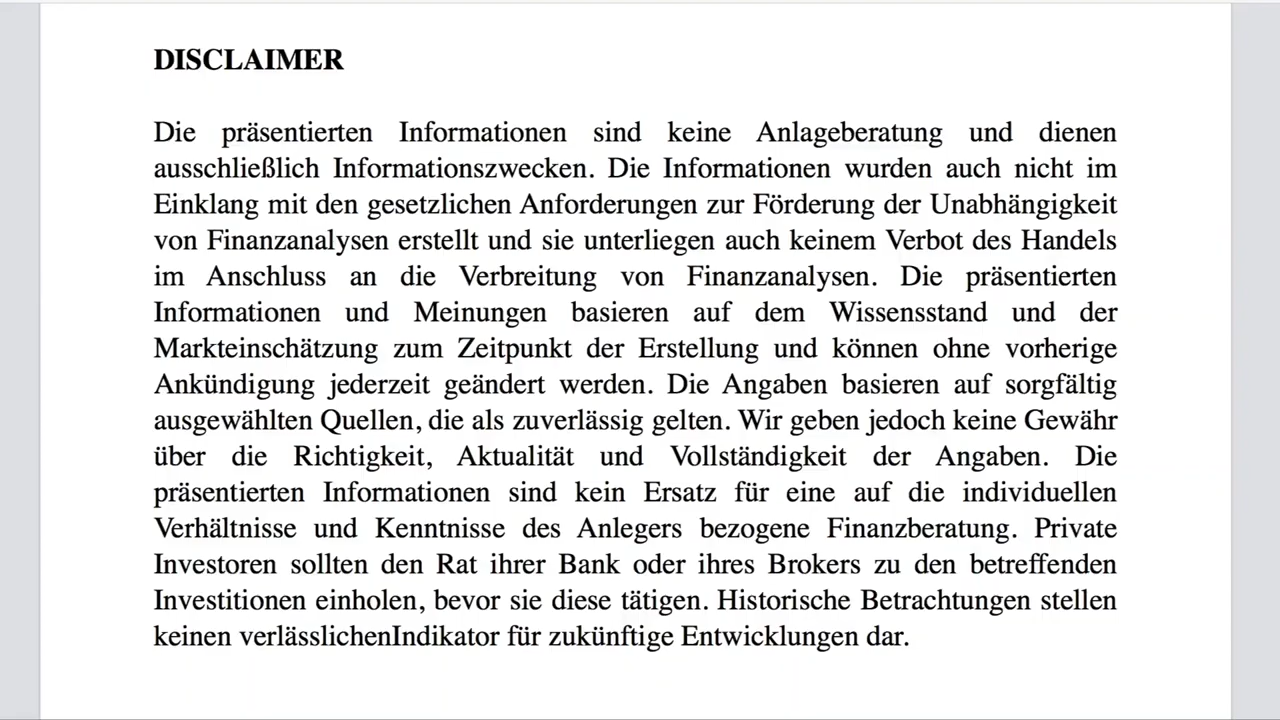 DISCLAIMER
Die präsentierten Informationen sind keine Anlageberatung und dienen
ausschließlich Informationszwecken. Die Informationen wurden auch nicht im
Einklang mit den gesetzlichen Anforderungen zur Förderung der Unabhängigkeit
von Finanzanalysen erstellt und sie unterliegen auch keinem Verbot des Handels
im Anschluss an die Verbreitung von Finanzanalysen. Die präsentierten
Informationen und Meinungen basieren auf dem Wissensstand und der
Markteinschätzung zum Zeitpunkt der Erstellung und können ohne vorherige
Ankündigung jederzeit geändert werden. Die Angaben basieren auf sorgfältig
ausgewählten Quellen, die als zuverlässig gelten. Wir geben jedoch keine Gewähr
über die Richtigkeit, Aktualität und Vollständigkeit der Angaben. Die
präsentierten Informationen sind kein Ersatz für eine auf die individuellen
Verhältnisse und Kenntnisse des Anlegers bezogene Finanzberatung. Private
Investoren sollten den Rat ihrer Bank oder ihres Brokers zu den betreffenden
Investitionen einholen, bevor sie diese tätigen. Historische Betrachtungen stellen
keinen verlässlichenIndikator für zukünftige Entwicklungen dar.